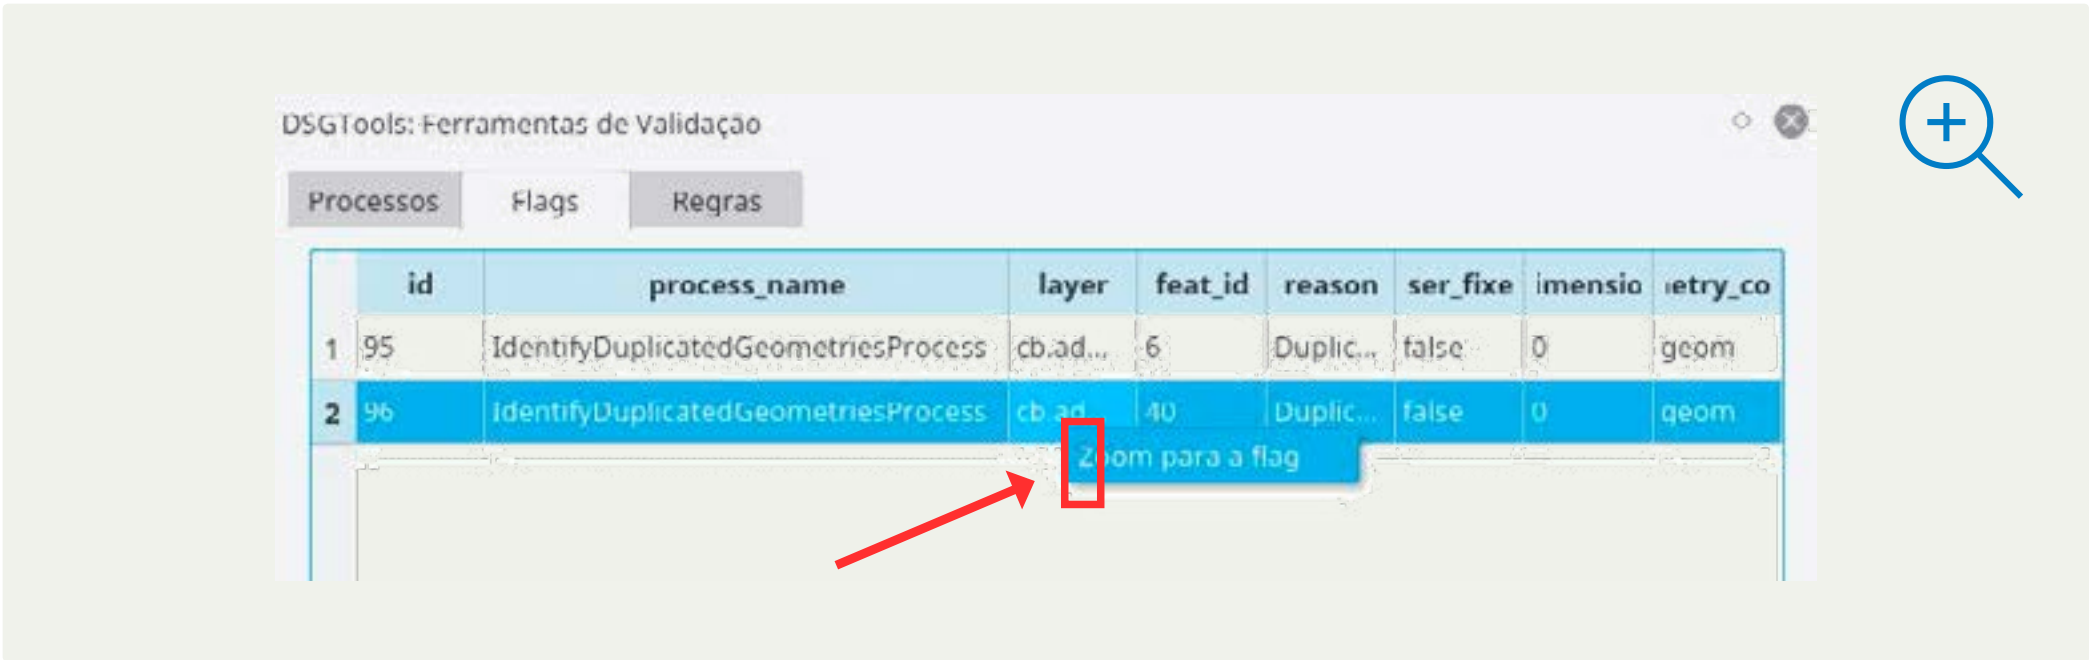 DSGTools: Ferramentas de Validação
Processos Flags Regras
id process_name layer feat_id reason ser_fixe imensio ietry_co
1 95 IdentifyDuplicatedGeometriesProcess cb.ad... 6 Duplic... false 0 geom
2 96 IdentifyDuplicatedGeometriesProcess cb.ad... 40 Duplic... false 0 geom
Zoom para a flag